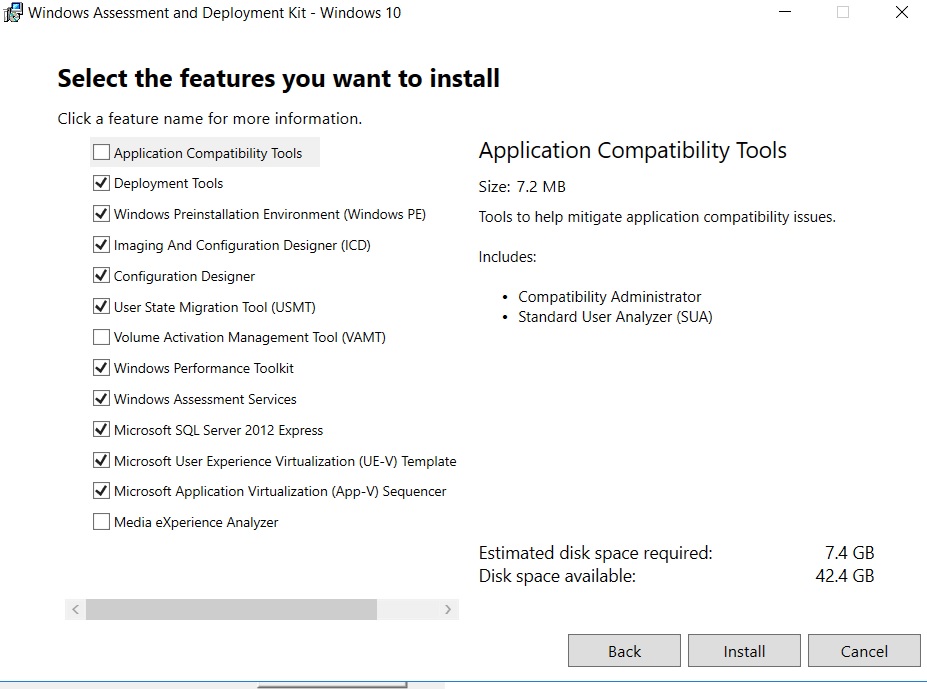 Windows Assessment and Deployment Kit - Windows 10
Select the features you want to install
Click a feature name for more information.
Application Compatibility Tools
Deployment Tools
Windows Preinstallation Environment (Windows PE)
Imaging And Configuration Designer (ICD)
Configuration Designer
User State Migration Tool (USMT)
Volume Activation Management Tool (VAMT)
Windows Performance Toolkit
Windows Assessment Services
Microsoft SQL Server 2012 Express
Microsoft User Experience Virtualization (UE-V) Template
Microsoft Application Virtualization (App-V) Sequencer
Media eXperience Analyzer
Application Compatibility Tools
Size: 7.2 MB
Tools to help mitigate application compatibility issues.
Includes:
• Compatibility Administrator
• Standard User Analyzer (SUA)
Estimated disk space required: 7.4 GB
Disk space available: 42.4 GB
Back Install Cancel